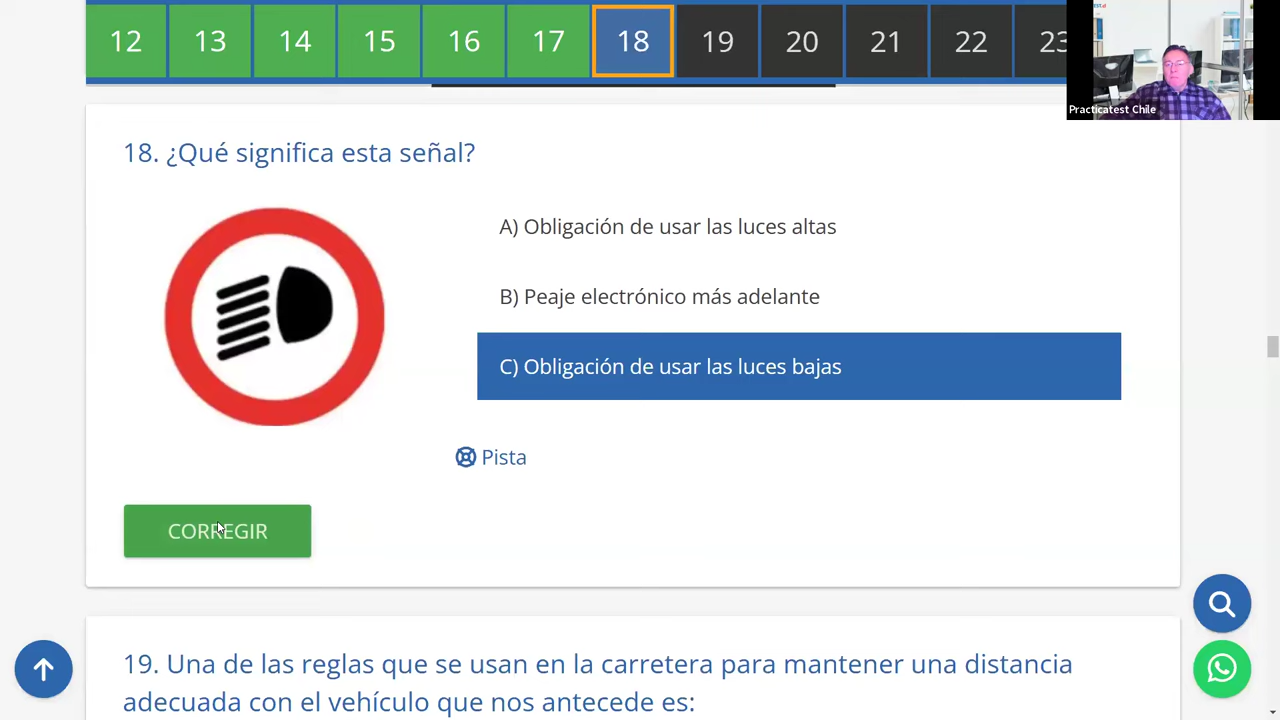 12 13 14 15 16 17 18 19 20 21 22 23
Practicatest Chile
18. ¿Qué significa esta señal?
A) Obligación de usar las luces altas
B) Peaje electrónico más adelante
C) Obligación de usar las luces bajas
Pista
CORREGIR
19. Una de las reglas que se usan en la carretera para mantener una distancia
adecuada con el vehículo que nos antecede es: